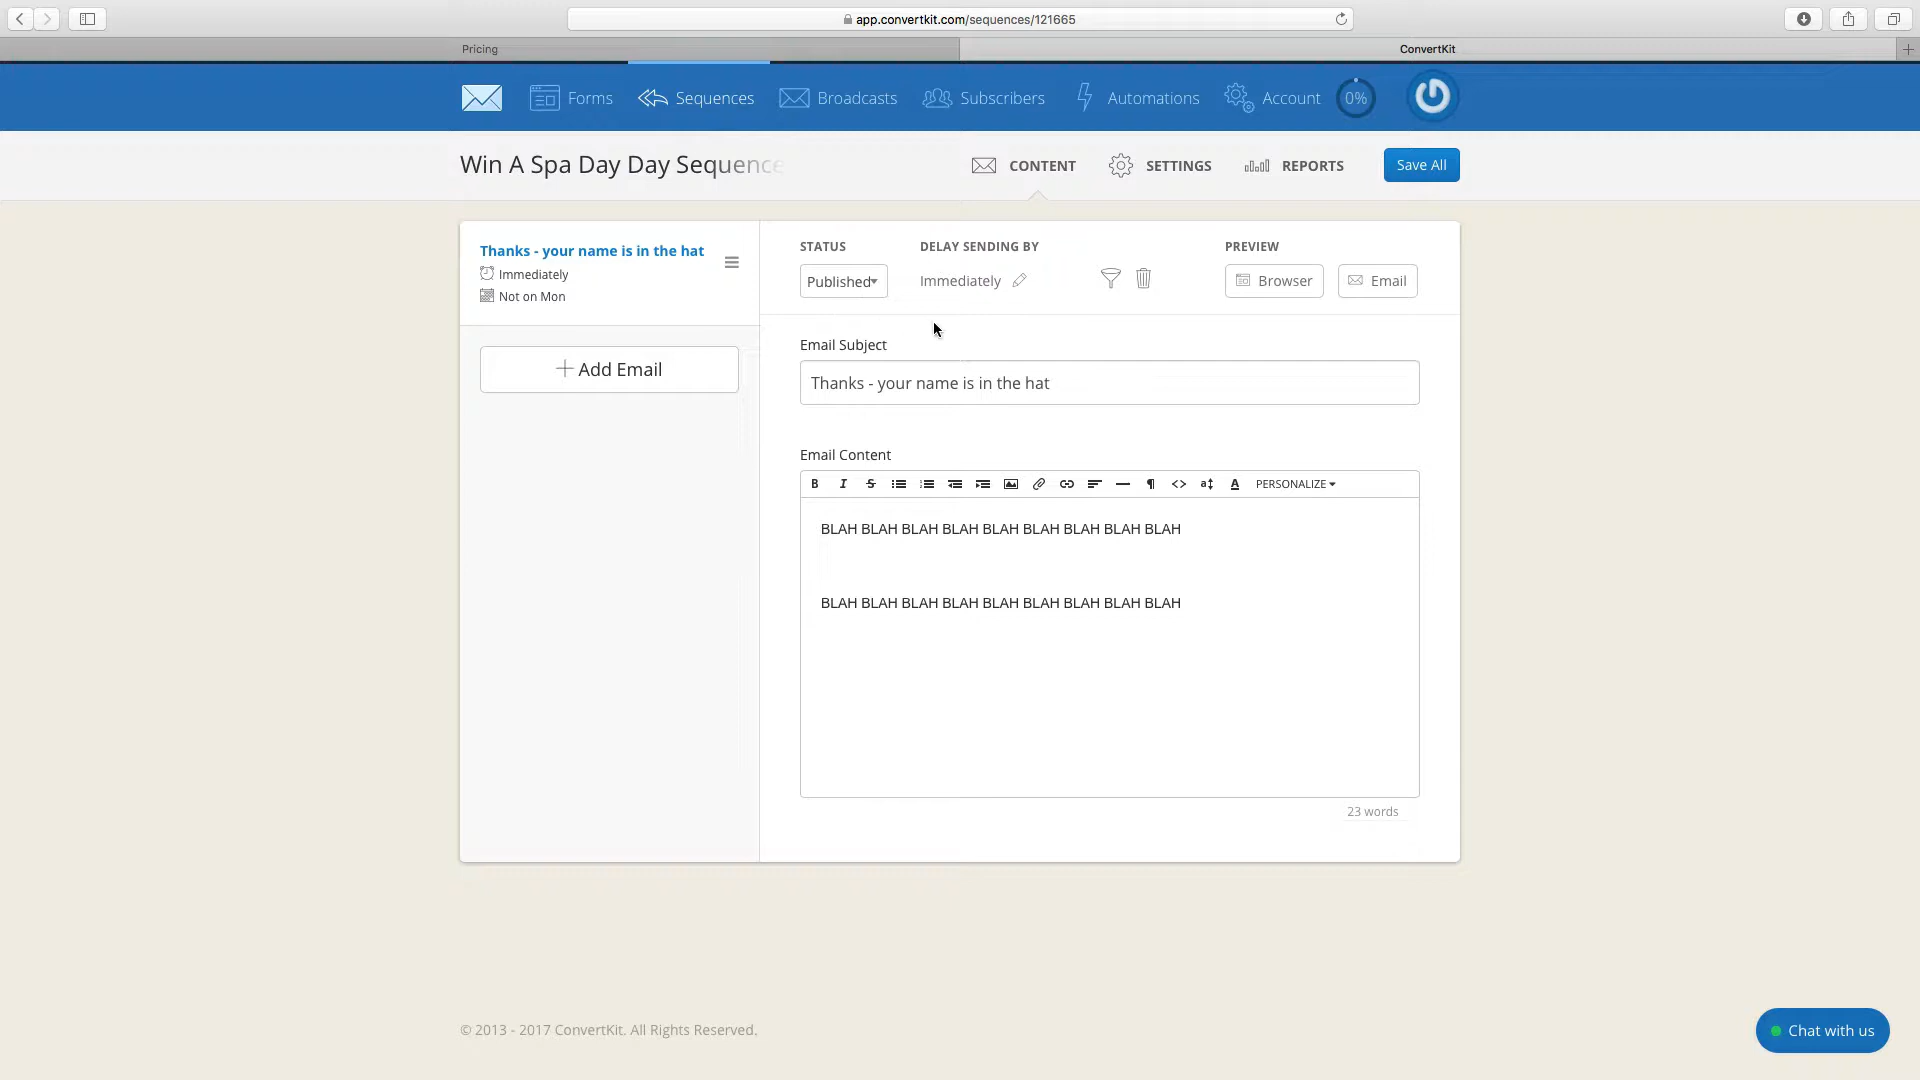 app.convertkit.com/sequences/121665
Pricing
ConvertKit
Forms
Sequences
Broadcasts
Subscribers
Automations
Account
0%
Win A Spa Day Day Sequence
CONTENT
SETTINGS
REPORTS
Save All
Thanks - your name is in the hat
Immediately
Not on Mon
Add Email
STATUS
DELAY SENDING BY
PREVIEW
Published
Immediately
Browser
Email
Email Subject
Thanks - your name is in the hat
Email Content
B I S PERSONALIZE
BLAH BLAH BLAH BLAH BLAH BLAH BLAH BLAH BLAH
BLAH BLAH BLAH BLAH BLAH BLAH BLAH BLAH BLAH
23 words
© 2013 - 2017 ConvertKit. All Rights Reserved.
Chat with us